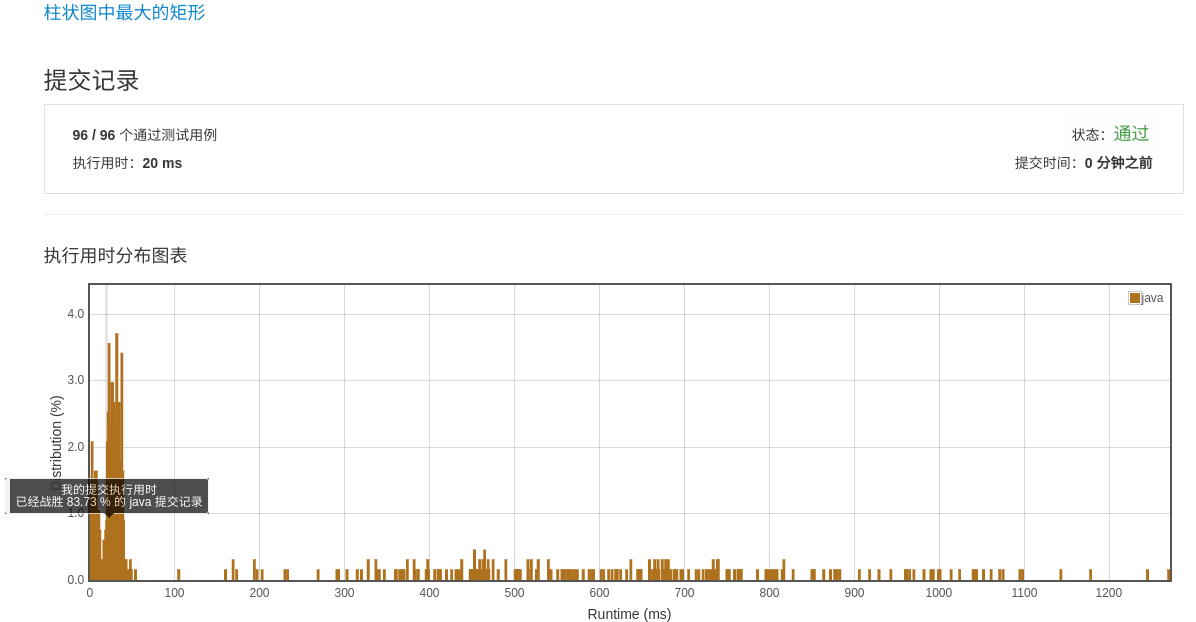 柱状图中最大的矩形
提交记录
96 / 96 个通过测试用例
状态：通过
执行用时：20 ms
提交时间：0 分钟之前
执行用时分布图表
java
4.0
3.0
2.0
1.0
0.0
我的提交执行用时
已经战胜 83.73 % 的 java 提交记录
0 100 200 300 400 500 600 700 800 900 1000 1100 1200
Runtime (ms)